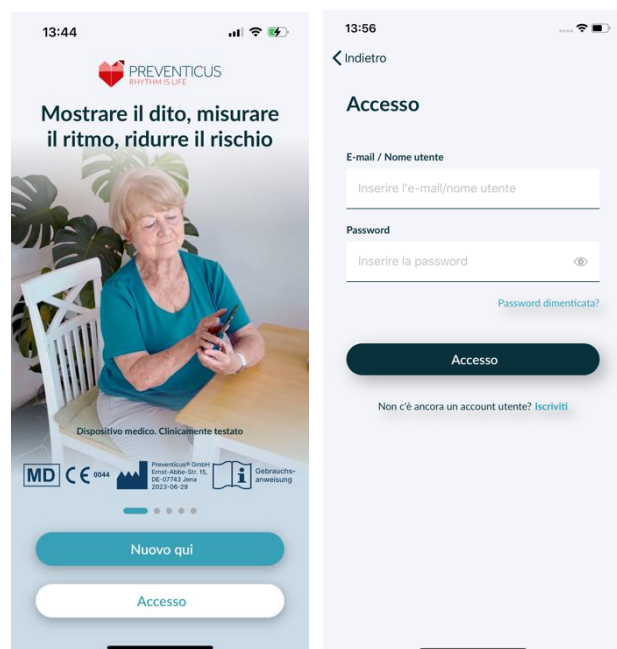 13:44
PREVENTICUS
RHYTHM IS LIFE
Mostrare il dito, misurare
il ritmo, ridurre il rischio
Dispositivo medico. Clinicamente testato
MD CE 0044
Preventicus® GmbH
Ernst-Abbe-Str. 15,
DE-07743 Jena
2023-06-29
i
Gebrauchs-
anweisung
Nuovo qui
Accesso
13:56
Indietro
Accesso
E-mail / Nome utente
Inserire l'e-mail/nome utente
Password
Inserire la password
Password dimenticata?
Accesso
Non c'è ancora un account utente? Iscriviti